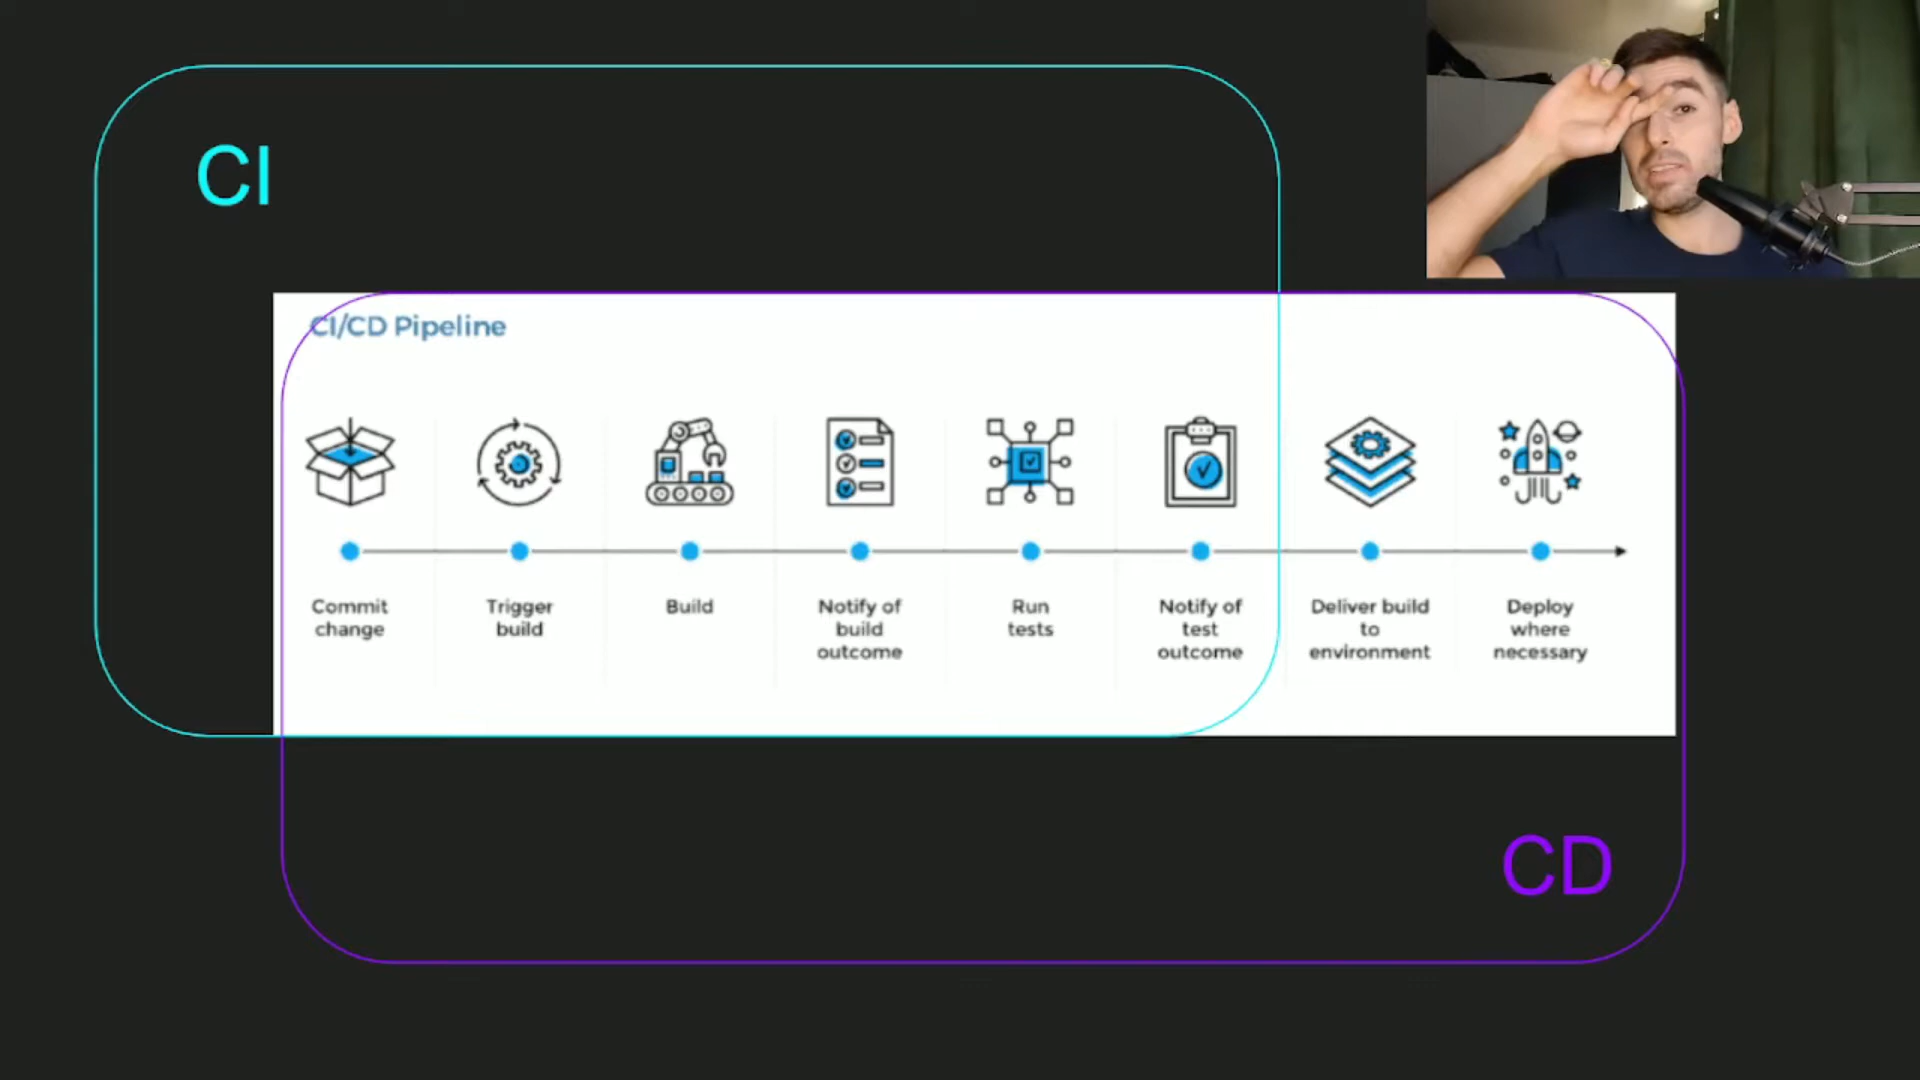 CI
CI/CD Pipeline
Commit
change
Trigger
build
Build
Notify of
build
outcome
Run
tests
Notify of
test
outcome
Deliver build
to
environment
Deploy
where
necessary
CD